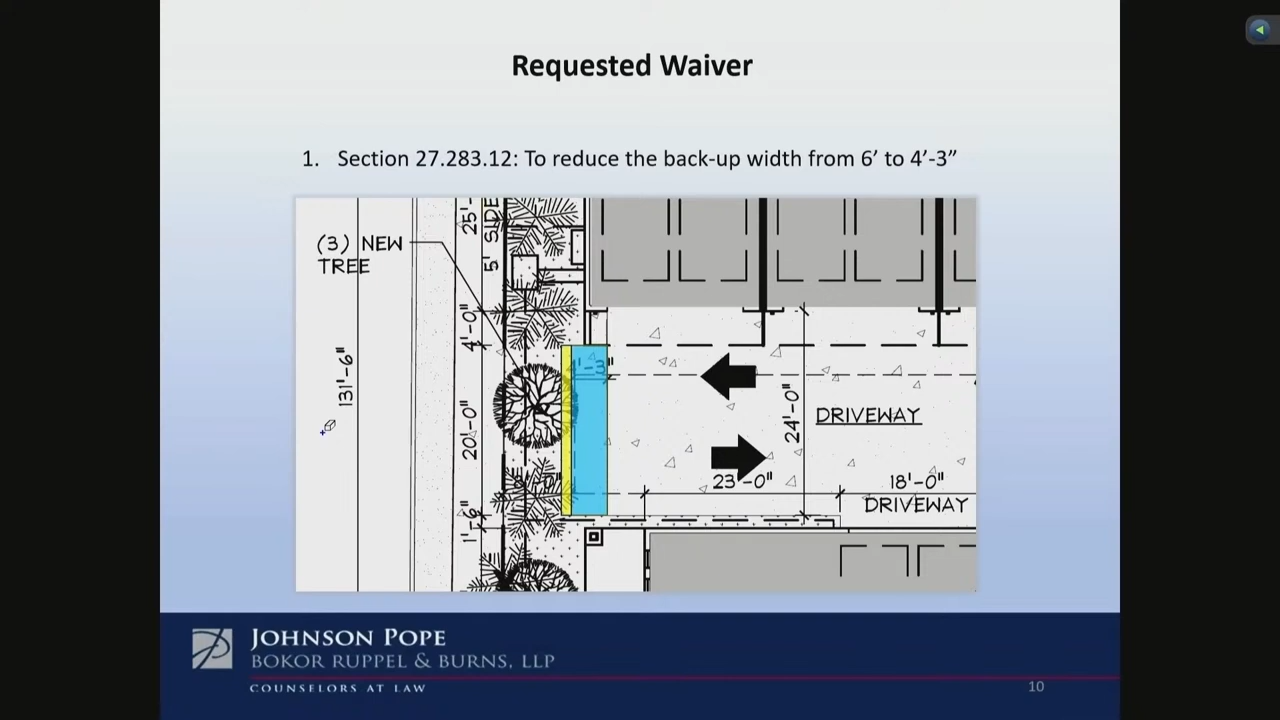 Requested Waiver
1. Section 27.283.12: To reduce the back-up width from 6’ to 4’-3”
(3) NEW
TREE
131'-6"
25'-
5' SIDE
4'-0"
20'-0"
1'-6"
24'-0"
DRIVEWAY
23'-0"
18'-0"
DRIVEWAY
JOHNSON POPE
BOKOR RUPPEL & BURNS, LLP
COUNSELORS AT LAW
10